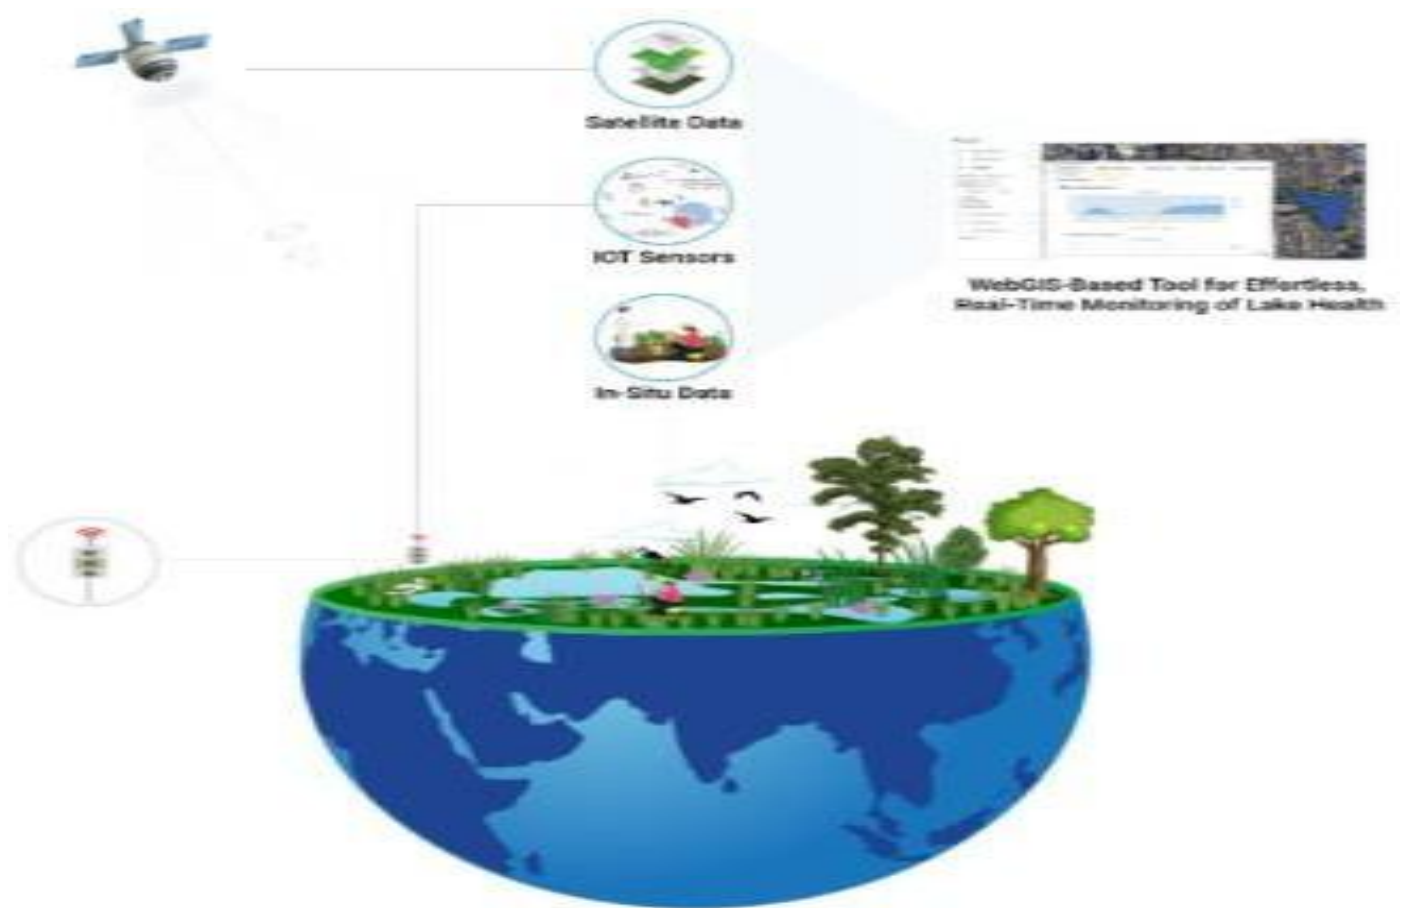 Satellite Data
IOT Sensors
In-Situ Data
WebGIS-Based Tool for Effortless,
Real-Time Monitoring of Lake Health